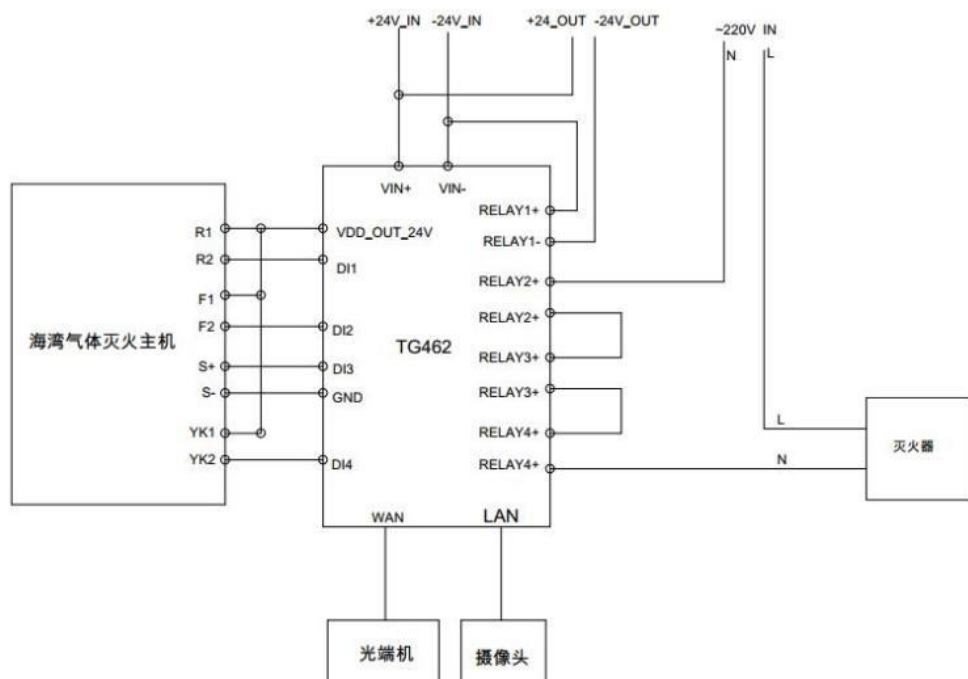 +24V_IN -24V_IN +24_OUT -24V_OUT
~220V IN
N L
VIN+ VIN-
R1 VDD_OUT_24V RELAY1+
R2 DI1 RELAY1-
F1 RELAY2+
F2 DI2 RELAY2+
海湾气体灭火主机 TG462
S+ DI3 RELAY3+
S- GND RELAY3+
YK1 RELAY4+
YK2 DI4 RELAY4+
L
N
灭火器
WAN LAN
光端机 摄像头